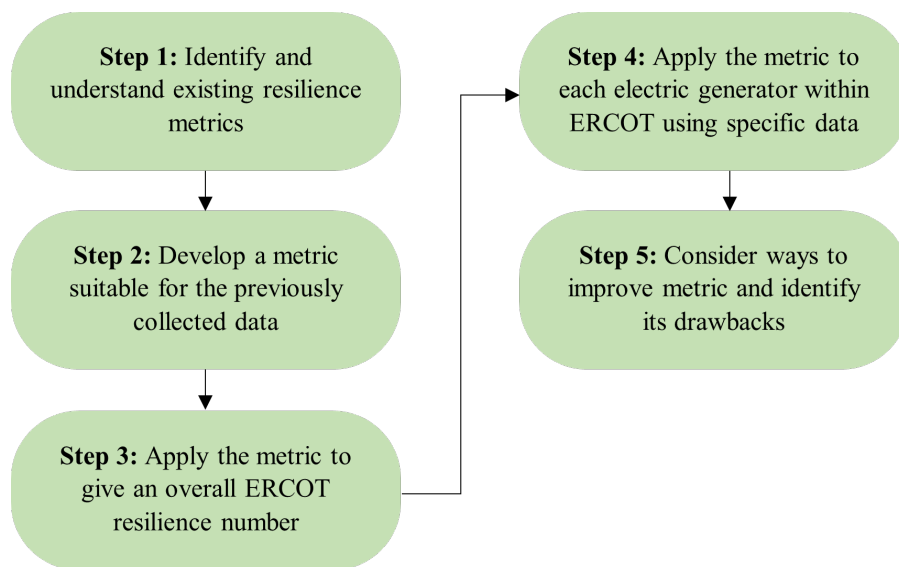 Step 1: Identify and
understand existing resilience
metrics
Step 2: Develop a metric
suitable for the previously
collected data
Step 3: Apply the metric to
give an overall ERCOT
resilience number
Step 4: Apply the metric to
each electric generator within
ERCOT using specific data
Step 5: Consider ways to
improve metric and identify
its drawbacks